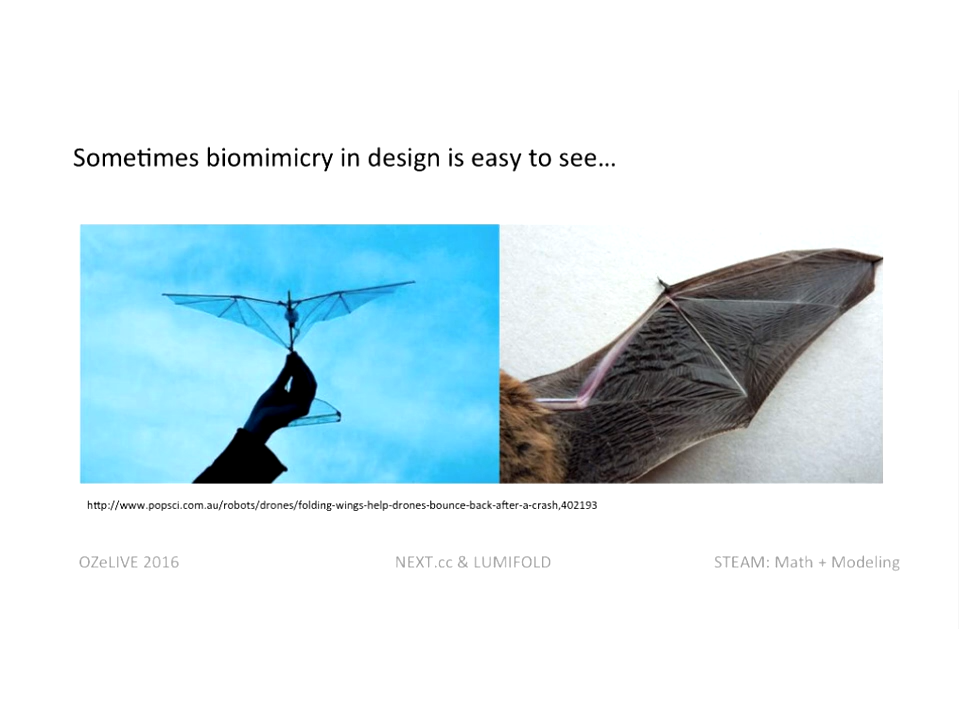 Sometimes biomimicry in design is easy to see…
http://www.popsci.com.au/robots/drones/folding-wings-help-drones-bounce-back-after-a-crash,402193
OZeLIVE 2016 NEXT.cc & LUMIFOLD STEAM: Math + Modeling